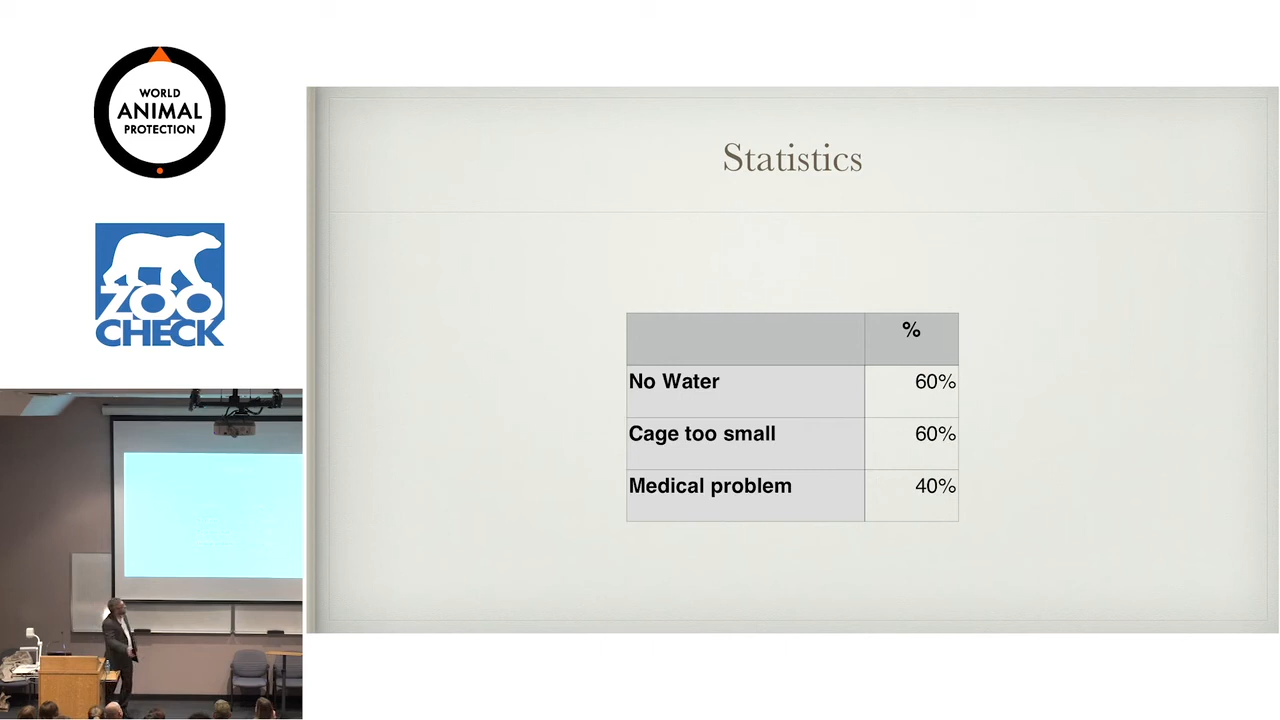 WORLD
ANIMAL
PROTECTION
ZOO
CHECK
Statistics
%
No Water 60%
Cage too small 60%
Medical problem 40%